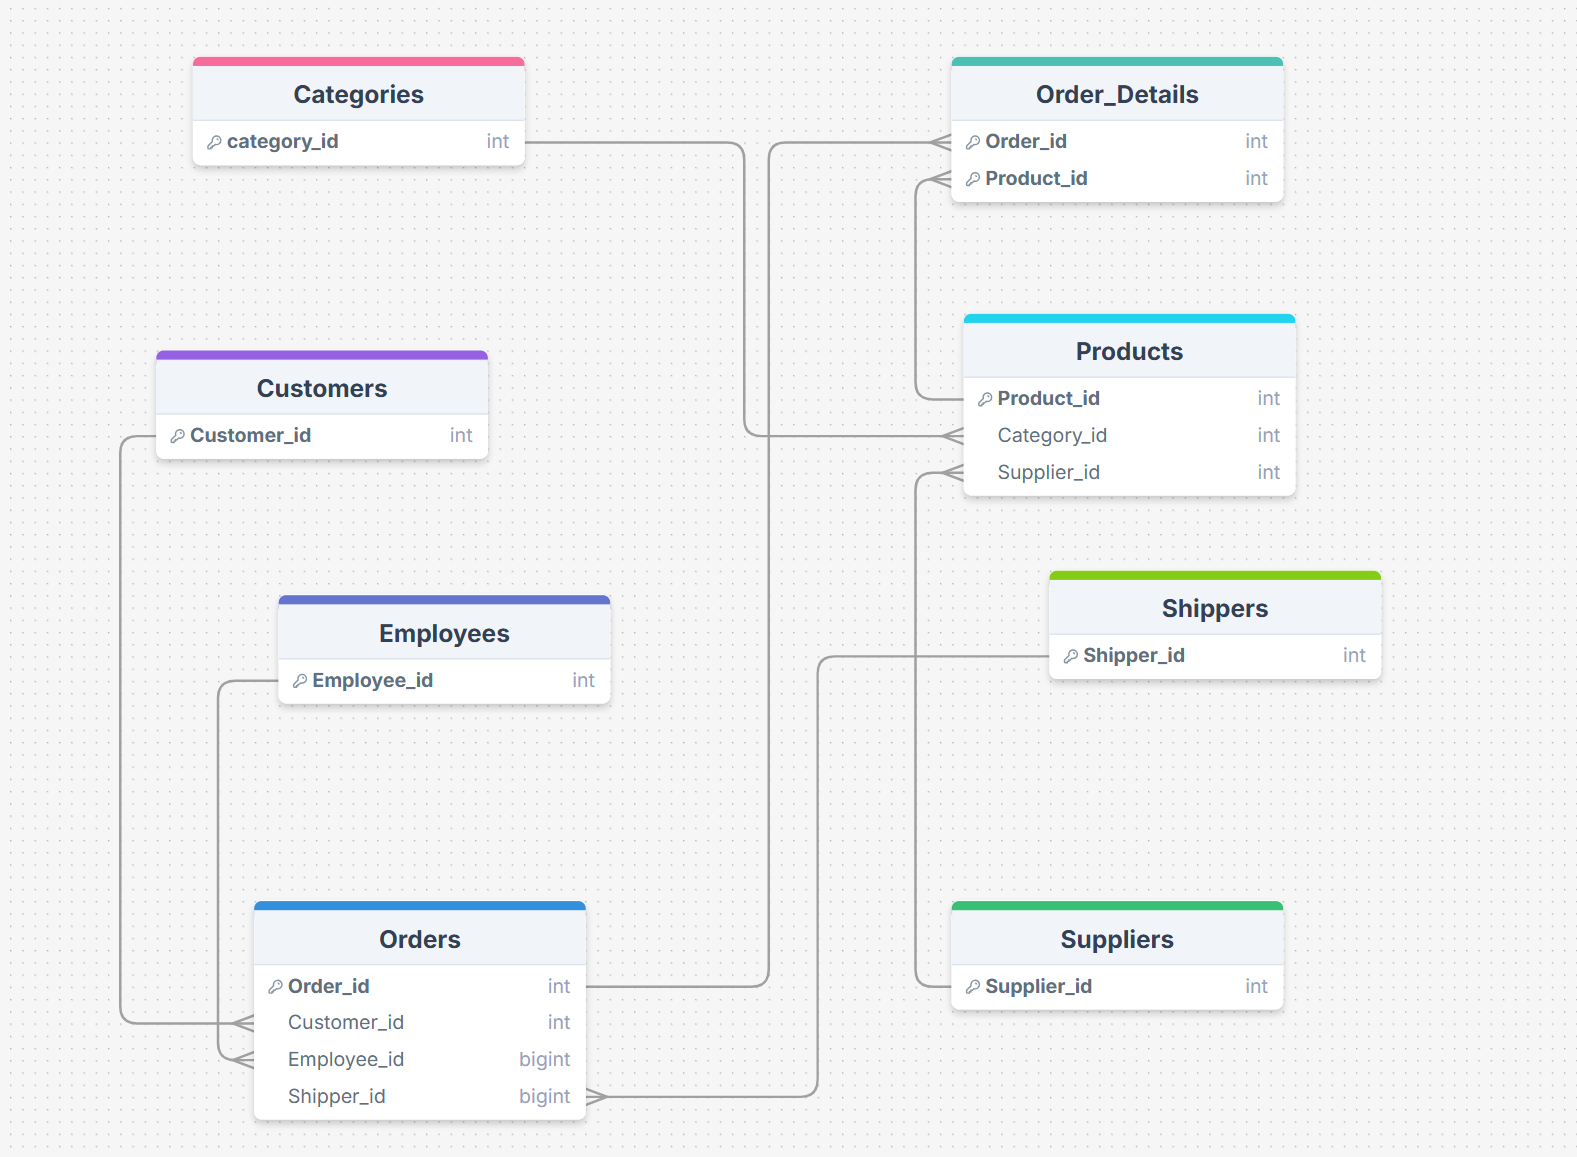 Categories
category_id int
Order_Details
Order_id int
Product_id int
Products
Product_id int
Category_id int
Supplier_id int
Customers
Customer_id int
Employees
Employee_id int
Shippers
Shipper_id int
Orders
Order_id int
Customer_id int
Employee_id bigint
Shipper_id bigint
Suppliers
Supplier_id int